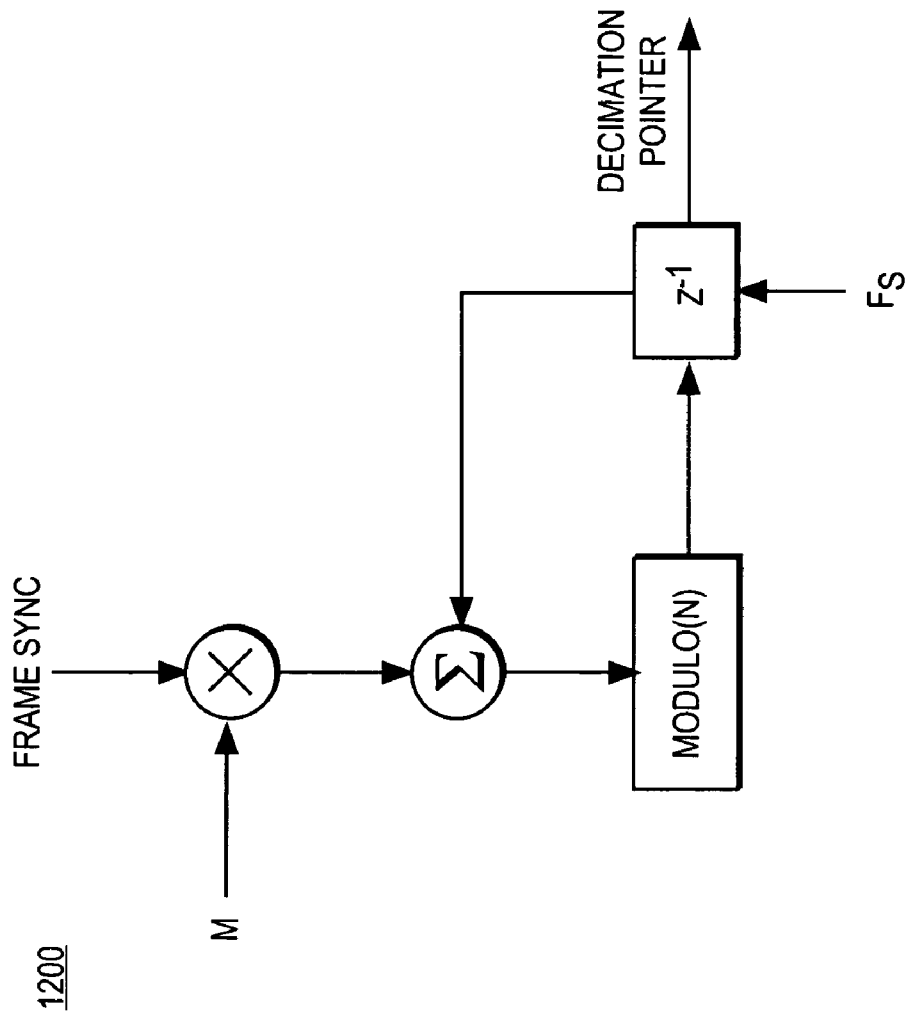 1200
FRAME SYNC
M
×
Σ
MODULO(N)
Z-1
DECIMATION
POINTER
FS